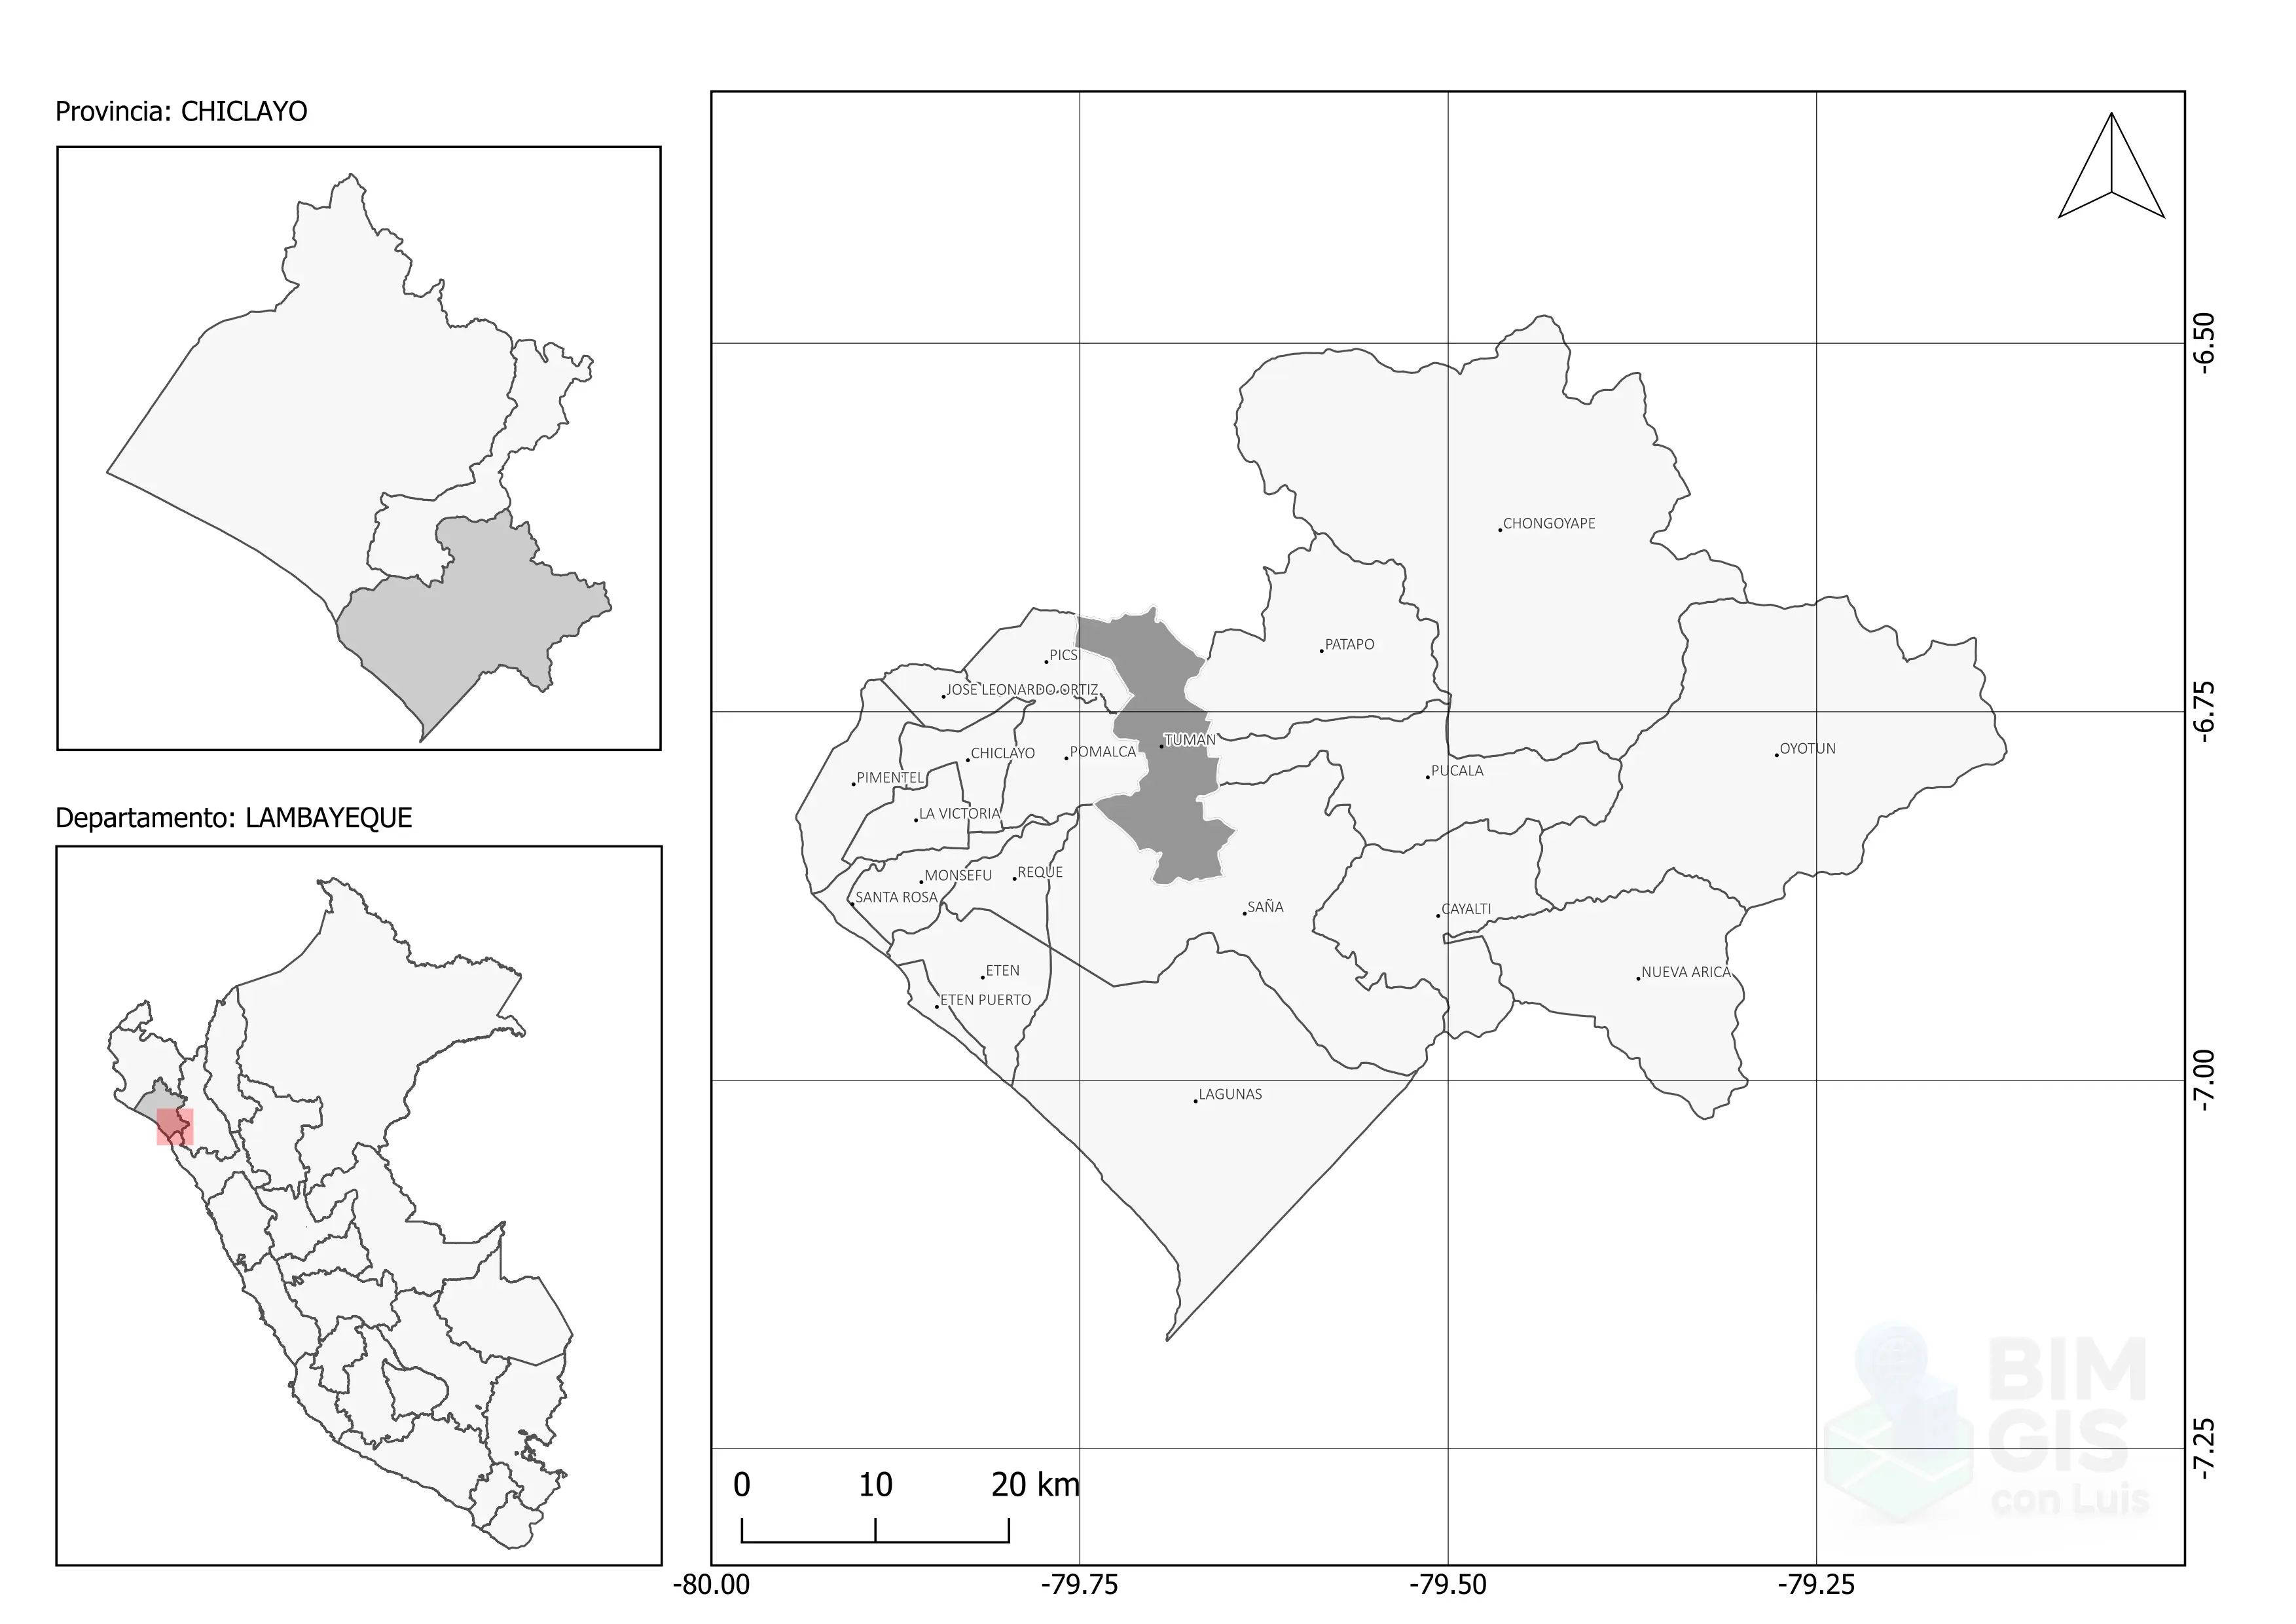 Provincia: CHICLAYO
Departamento: LAMBAYEQUE
CHONGOYAPE
PATAPO
PICSI
JOSE LEONARDO ORTIZ
TUMAN
OYOTUN
CHICLAYO
POMALCA
PUCALA
PIMENTEL
LA VICTORIA
MONSEFU
REQUE
SANTA ROSA
SAÑA
CAYALTI
ETEN
NUEVA ARICA
ETEN PUERTO
LAGUNAS
-6.50
-6.75
-7.00
-7.25
0 10 20 km
-80.00 -79.75 -79.50 -79.25
BIM
GIS
con Luis